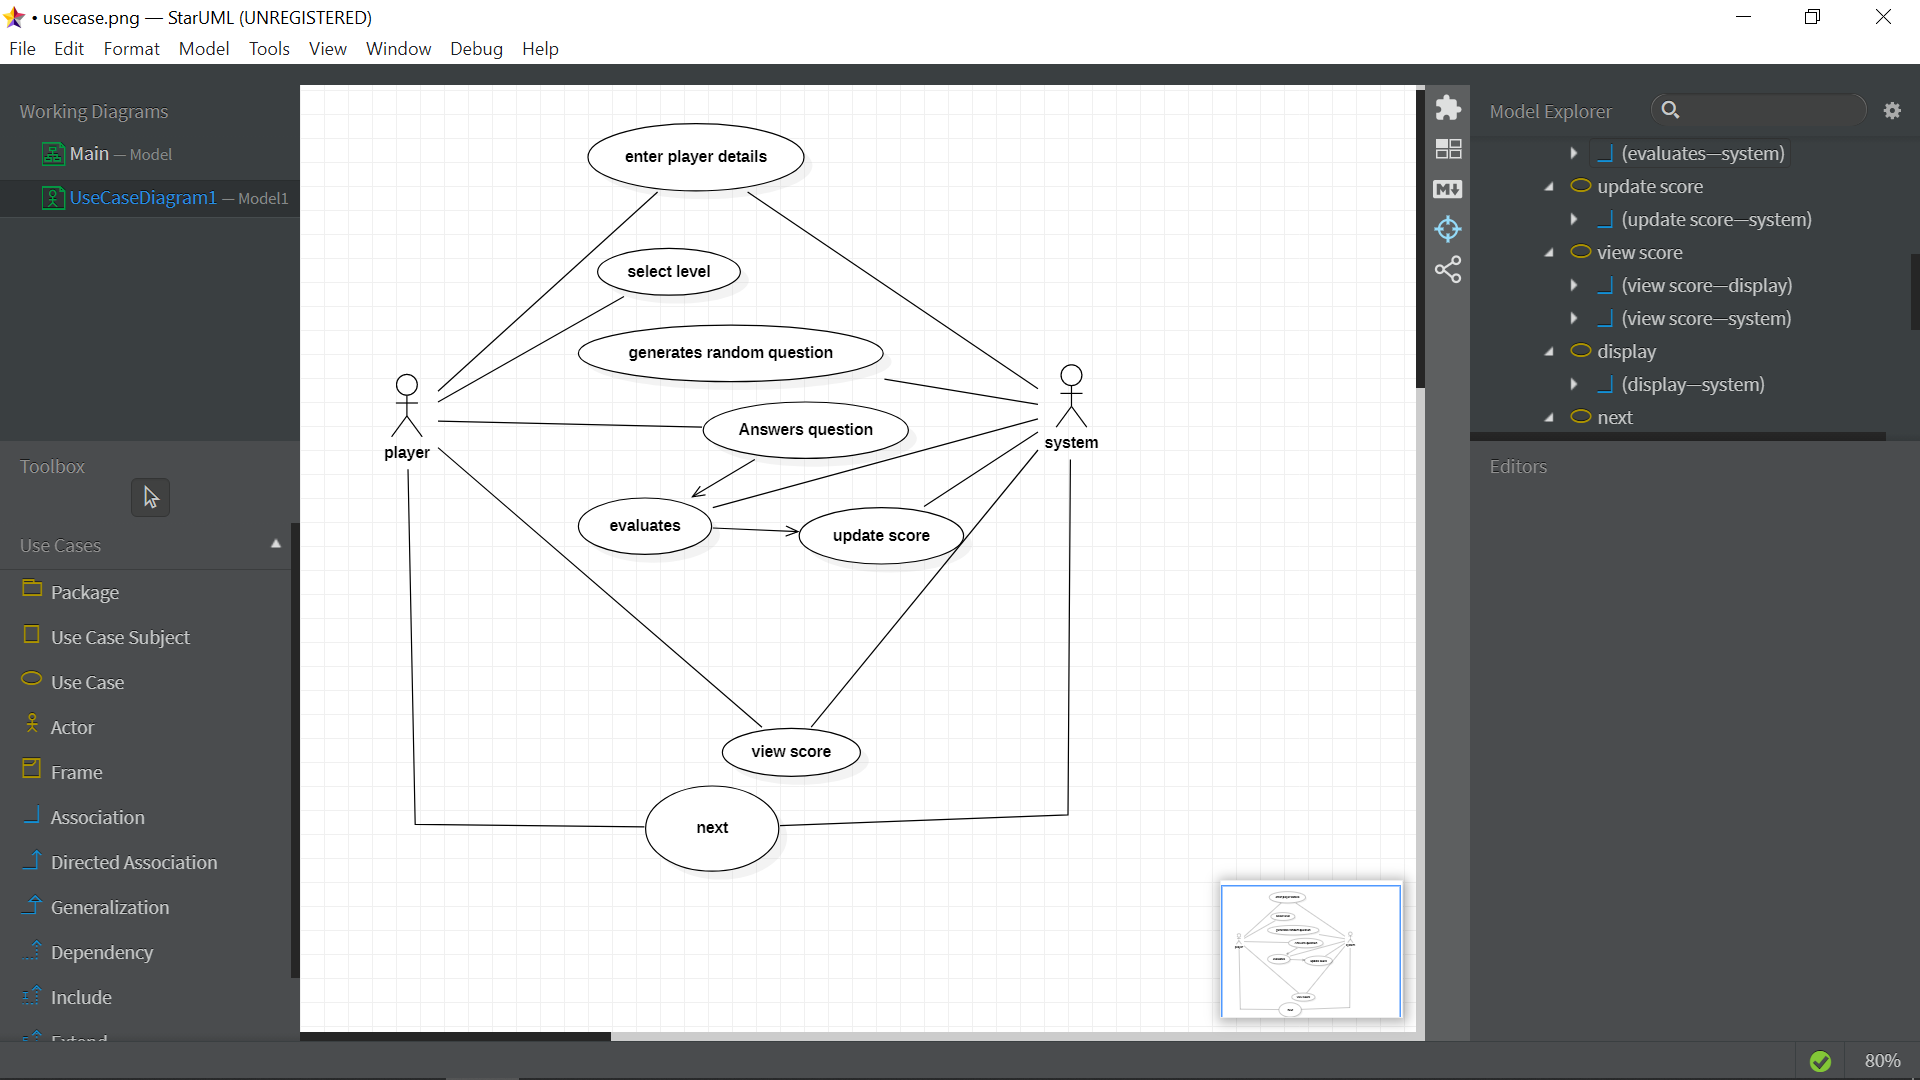 • usecase.png — StarUML (UNREGISTERED)
File Edit Format Model Tools View Window Debug Help
Working Diagrams
Main — Model
UseCaseDiagram1 — Model1
Toolbox
Use Cases
Package
Use Case Subject
Use Case
Actor
Frame
Association
Directed Association
Generalization
Dependency
Include
Extend
enter player details
select level
generates random question
Answers question
player
system
evaluates
update score
view score
next
M
Model Explorer
(evaluates—system)
update score
(update score—system)
view score
(view score—display)
(view score—system)
display
(display—system)
next
Editors
80%